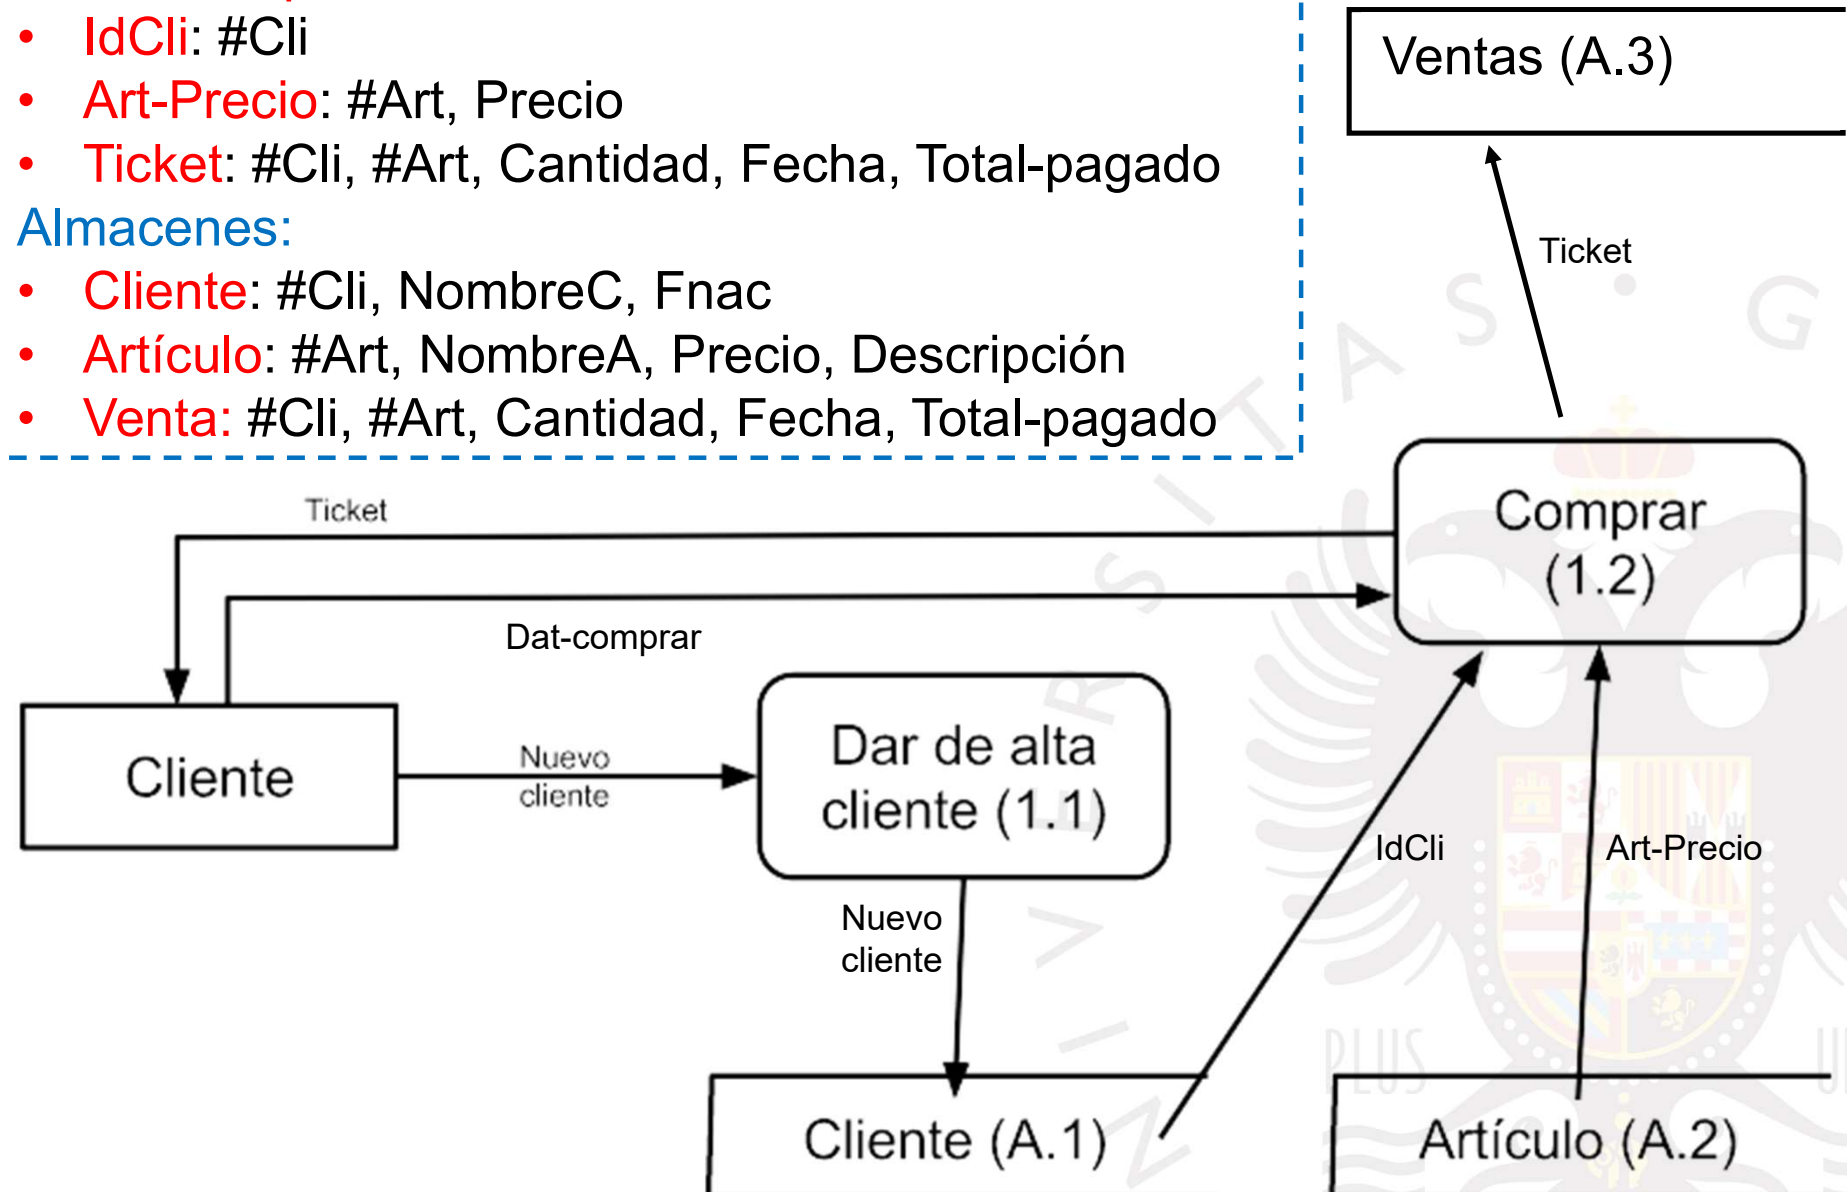 • IdCli: #Cli
• Art-Precio: #Art, Precio
• Ticket: #Cli, #Art, Cantidad, Fecha, Total-pagado
Almacenes:
• Cliente: #Cli, NombreC, Fnac
• Artículo: #Art, NombreA, Precio, Descripción
• Venta: #Cli, #Art, Cantidad, Fecha, Total-pagado
Ventas (A.3)
Ticket
Comprar
(1.2)
Ticket
Dat-comprar
Cliente
Nuevo
cliente
Dar de alta
cliente (1.1)
IdCli
Art-Precio
Nuevo
cliente
Cliente (A.1)
Artículo (A.2)
NIVERSITAS · G
PLUS